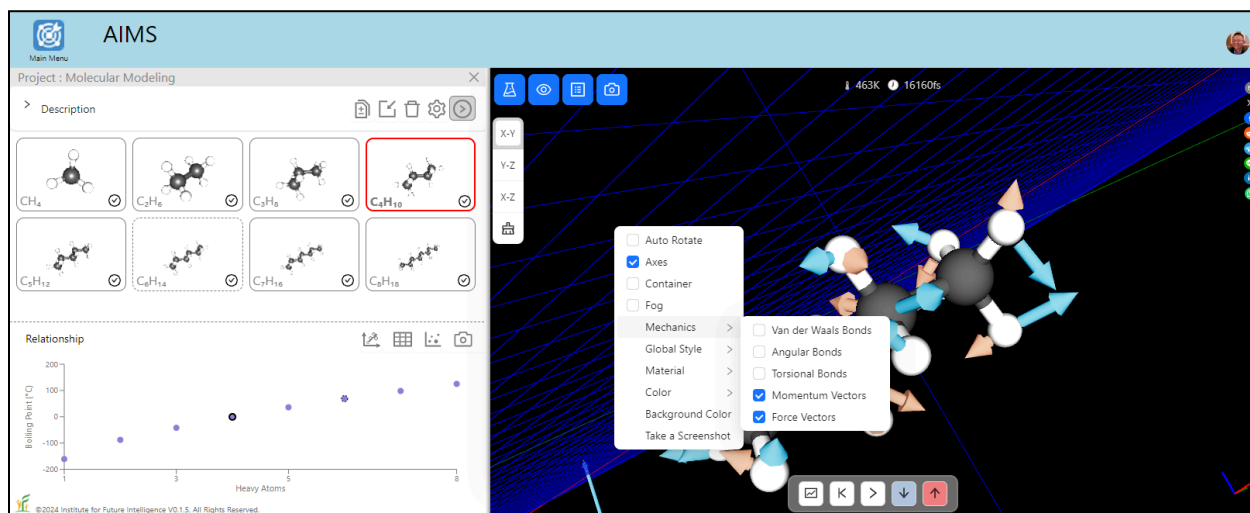 AIMS
Main Menu
Project : Molecular Modeling
Description
CH₄
C₂H₆
C₃H₈
C₄H₁₀
C₅H₁₂
C₆H₁₄
C₇H₁₆
C₈H₁₈
Relationship
Boiling Point (°C)
200
100
0
-100
-200
1
3
5
8
Heavy Atoms
©2024 Institute for Future Intelligence V0.1.5. All Rights Reserved.
463K 16160fs
X-Y
Y-Z
X-Z
Auto Rotate
Axes
Container
Fog
Mechanics
Global Style
Material
Color
Background Color
Take a Screenshot
Van der Waals Bonds
Angular Bonds
Torsional Bonds
Momentum Vectors
Force Vectors